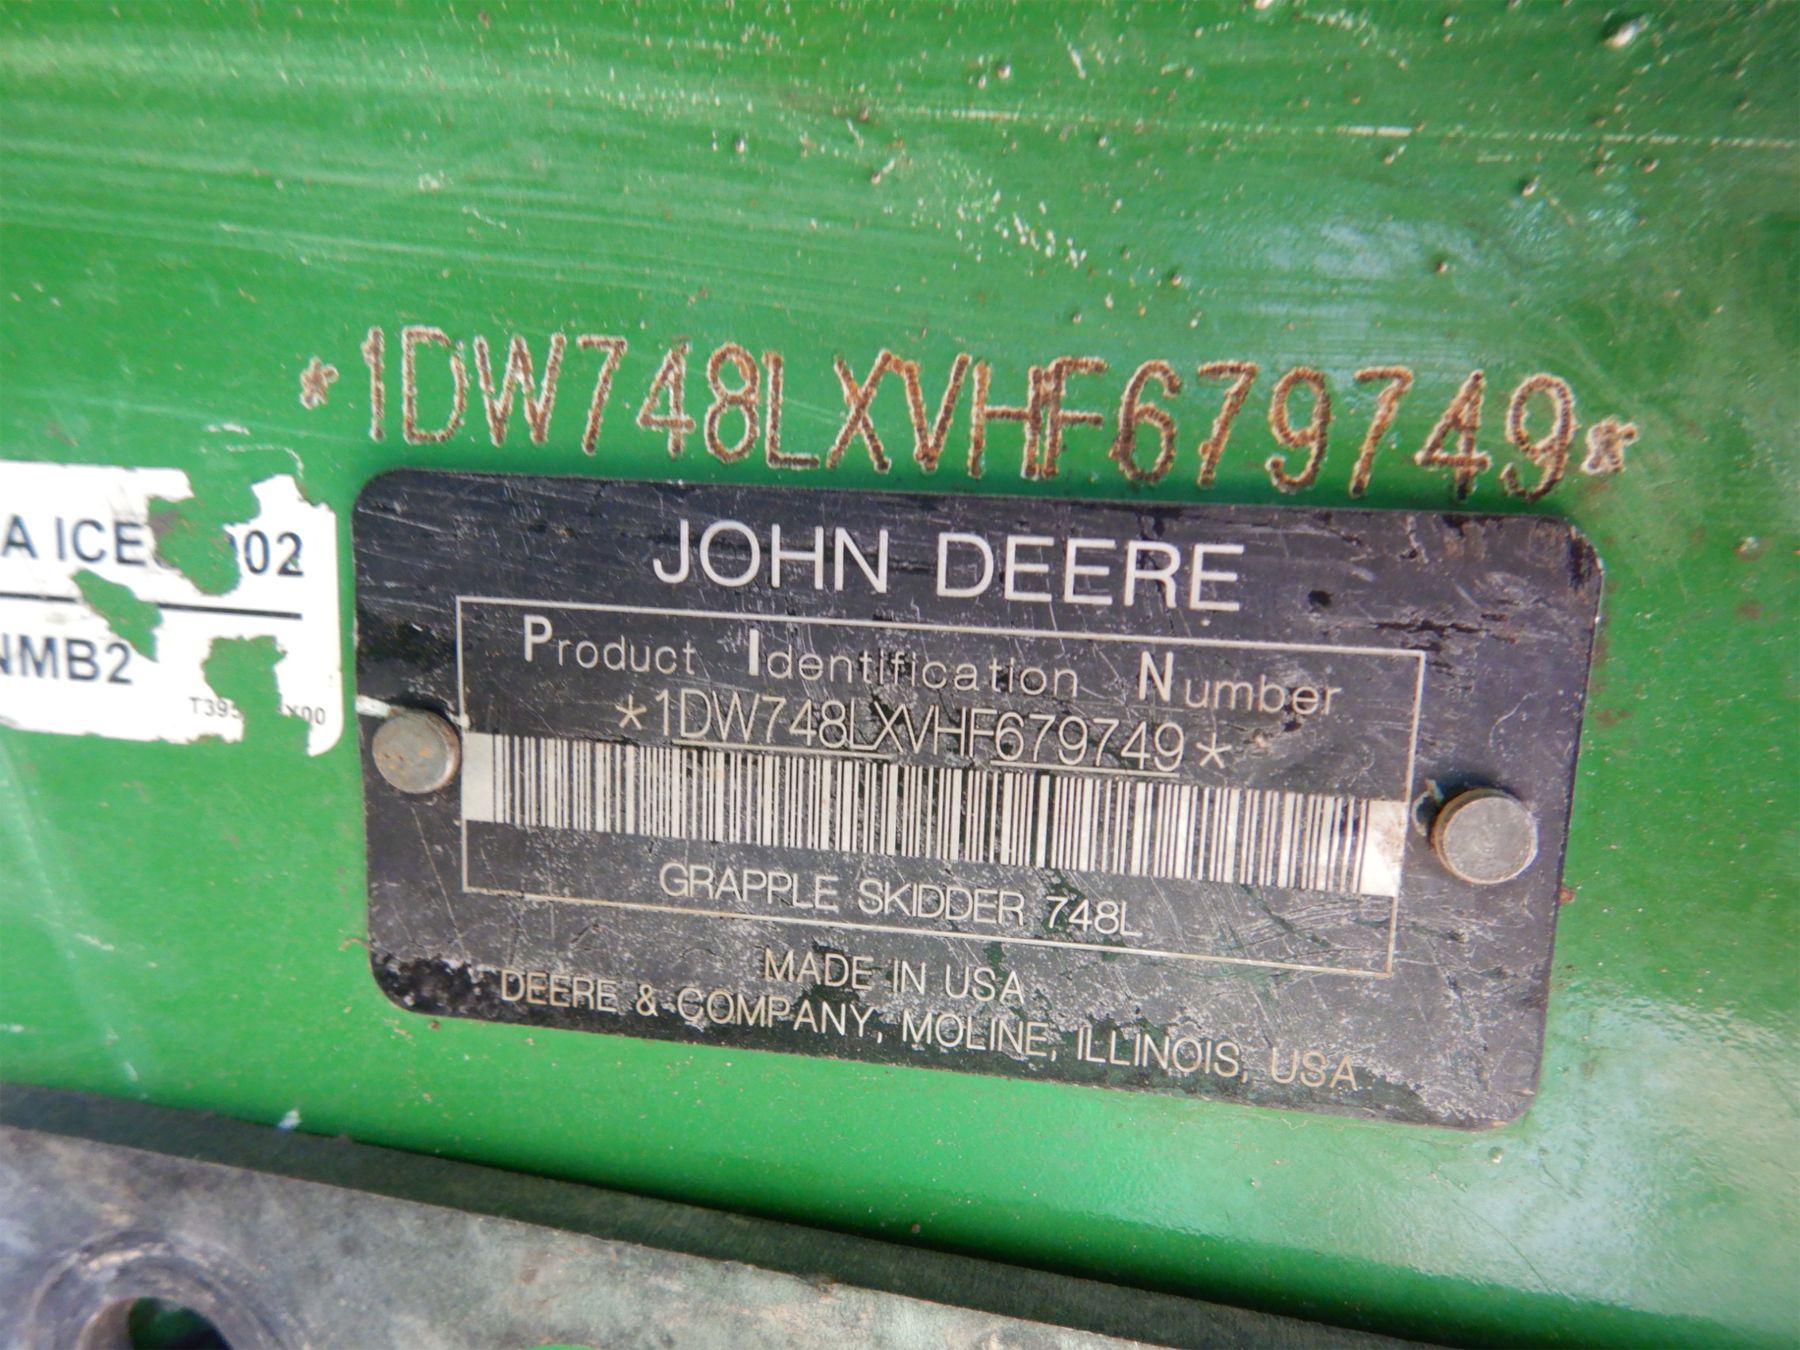 *1DW748LXVHF679749*
A ICE
02
NMB2
JOHN DEERE
Product Identification Number
*1DW748LXVHF679749*
GRAPPLE SKIDDER 748L
MADE IN USA
DEERE & COMPANY, MOLINE, ILLINOIS, USA